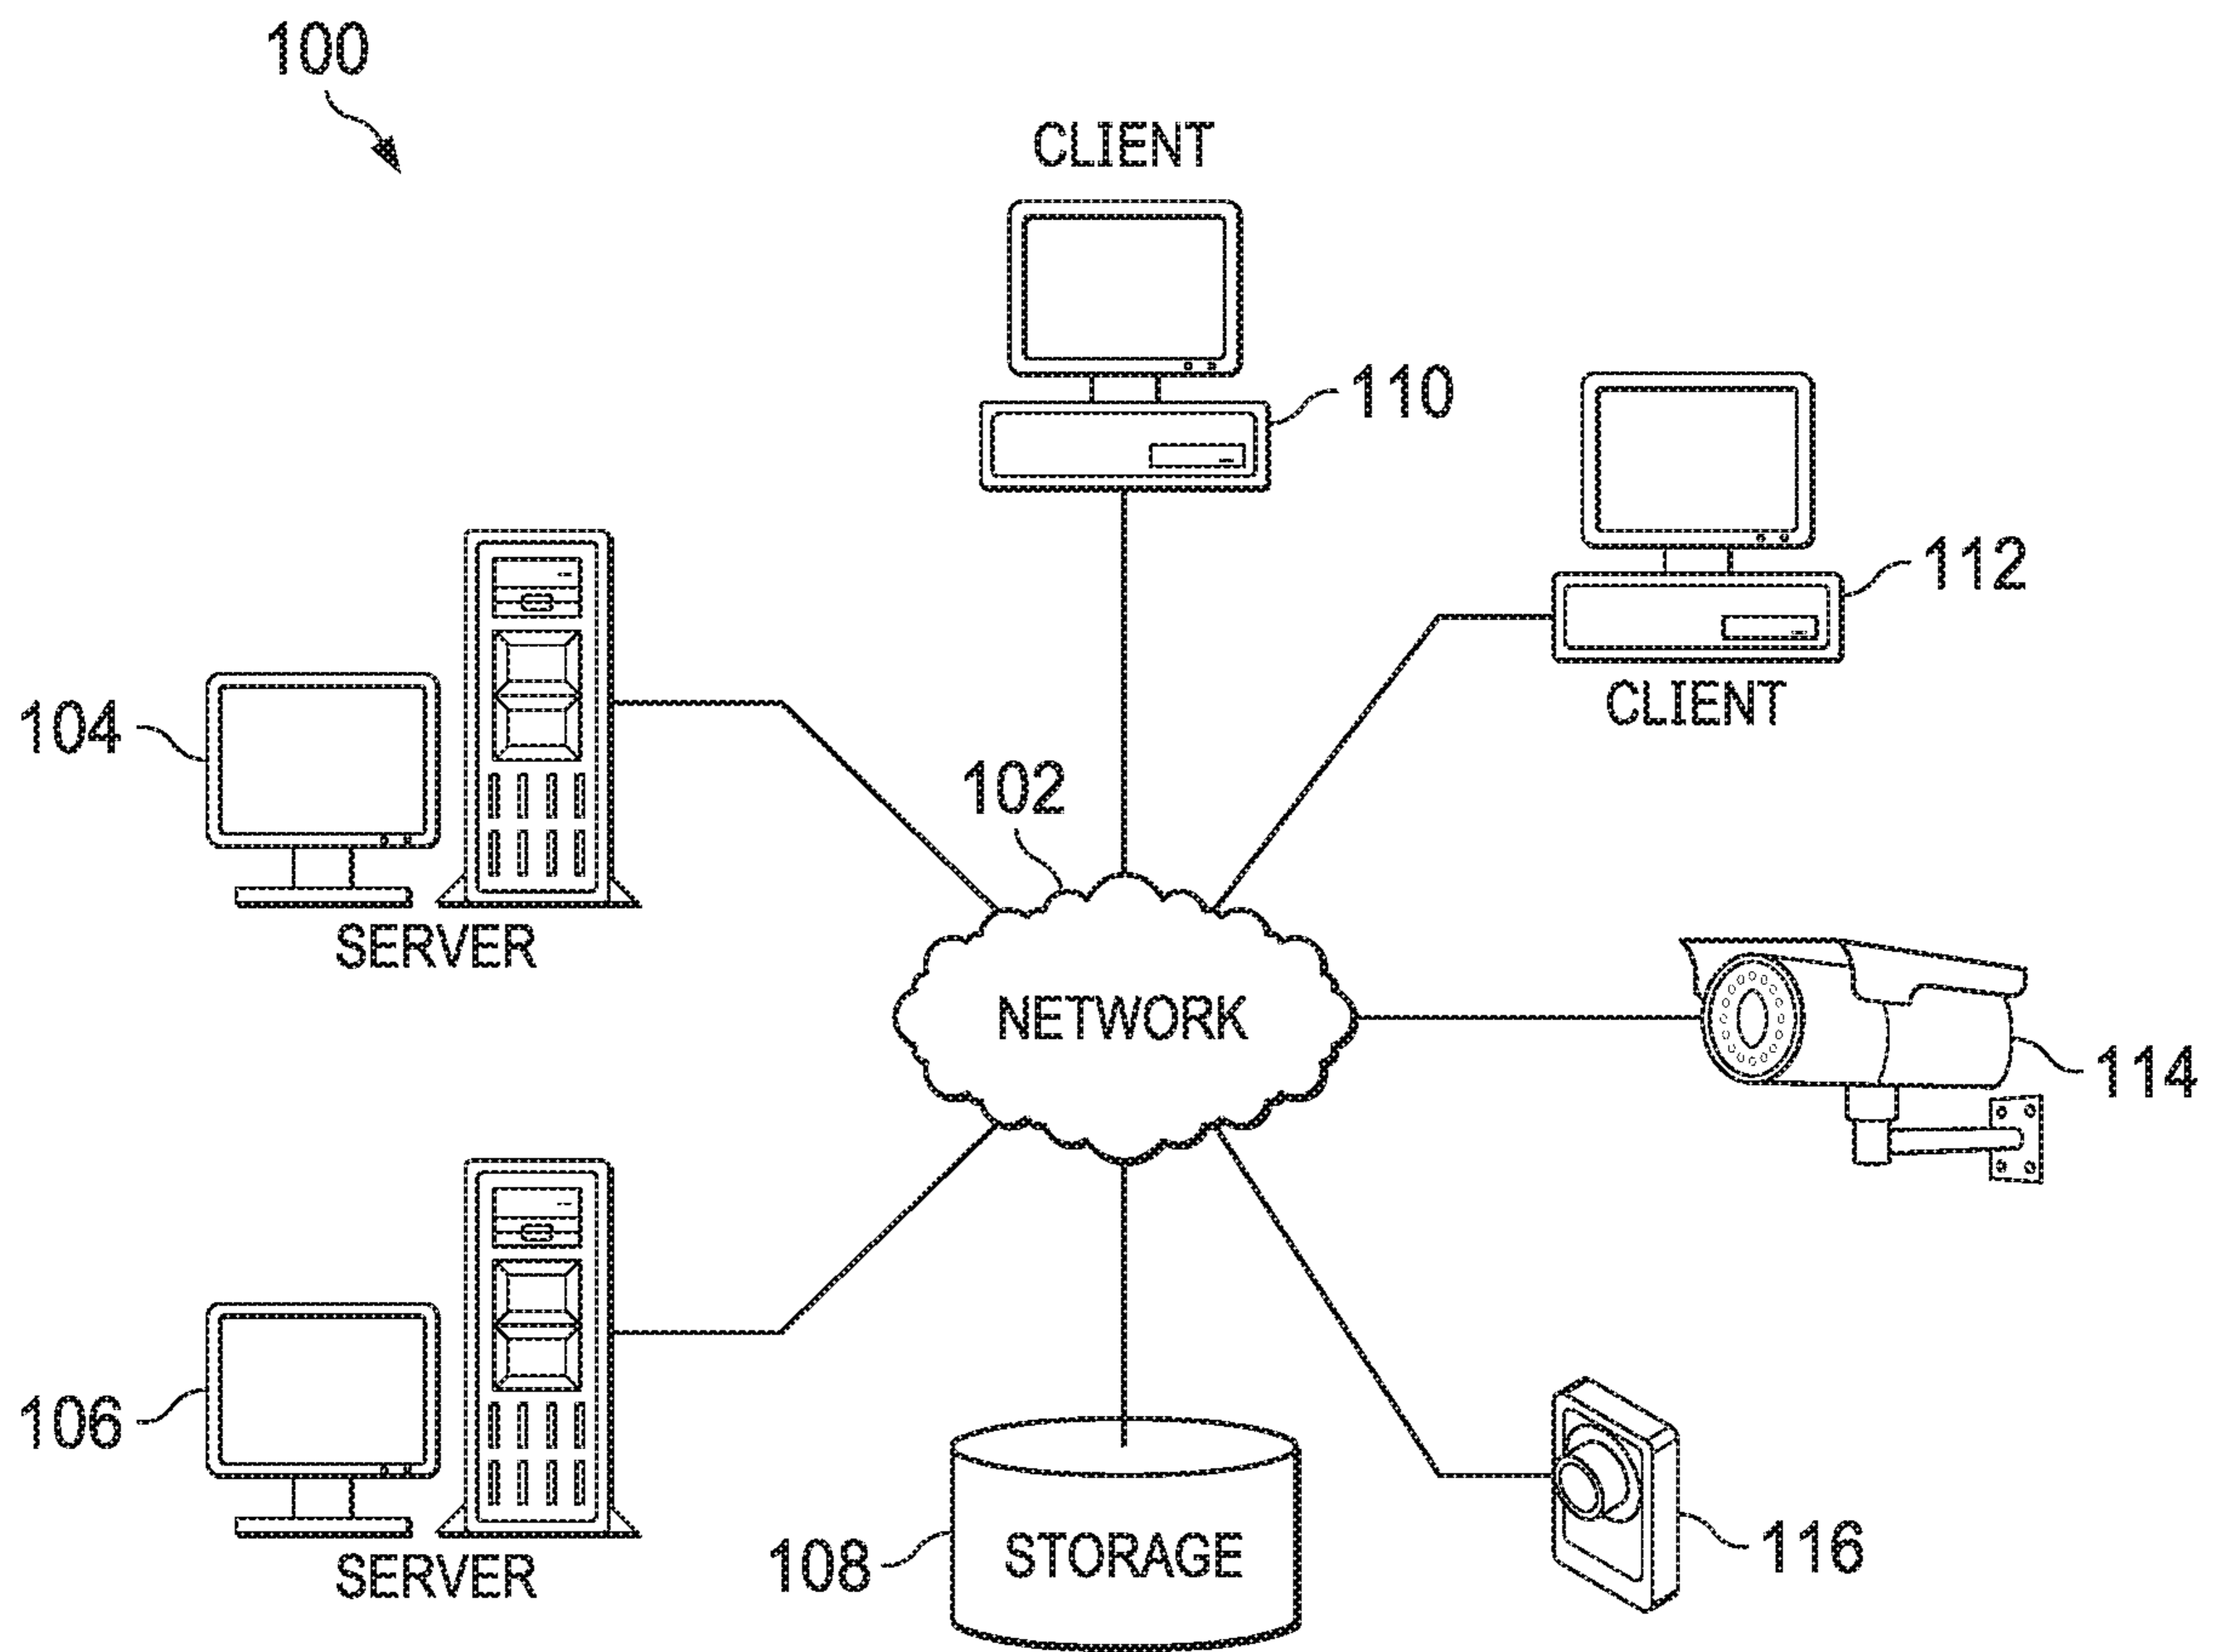 100
CLIENT
110
112
CLIENT
104
SERVER
102
NETWORK
114
106
SERVER
108
STORAGE
116